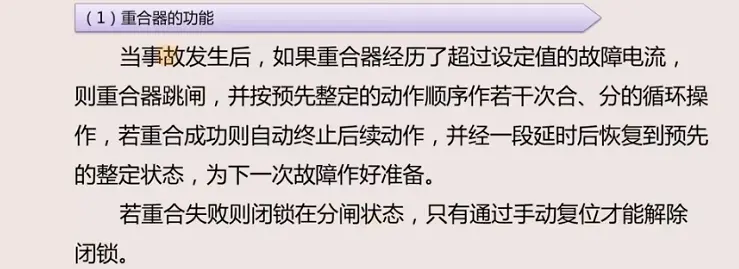 （1）重合器的功能
当事故发生后，如果重合器经历了超过设定值的故障电流，
则重合器跳闸，并按预先整定的动作顺序作若干次合、分的循环操
作，若重合成功则自动终止后续动作，并经一段延时后恢复到预先
的整定状态，为下一次故障作好准备。
若重合失败则闭锁在分闸状态，只有通过手动复位才能解除
闭锁。